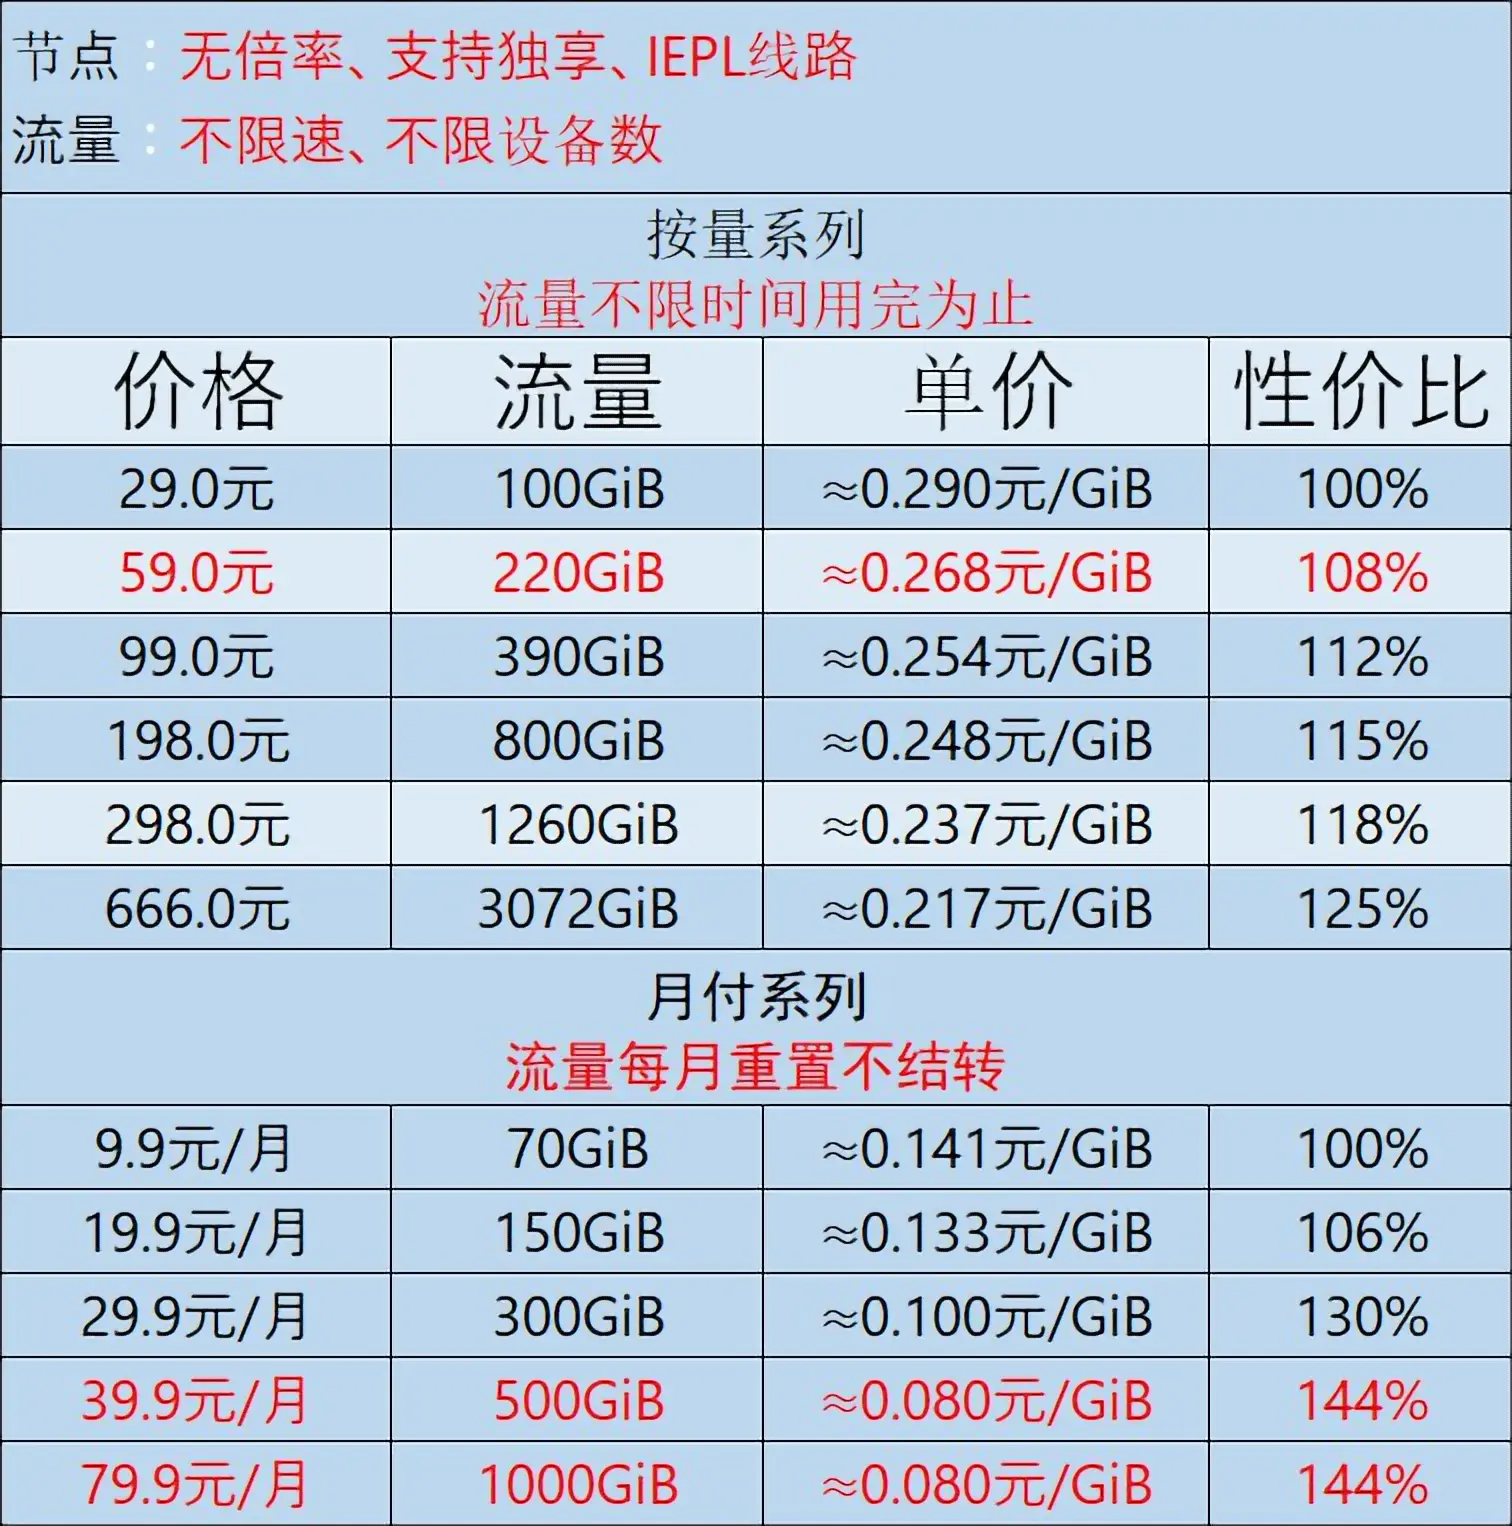 节点：无倍率、支持独享、IEPL线路
流量：不限速、不限设备数
按量系列
流量不限时间用完为止
价格 流量 单价 性价比
29.0元 100GiB ≈0.290元/GiB 100%
59.0元 220GiB ≈0.268元/GiB 108%
99.0元 390GiB ≈0.254元/GiB 112%
198.0元 800GiB ≈0.248元/GiB 115%
298.0元 1260GiB ≈0.237元/GiB 118%
666.0元 3072GiB ≈0.217元/GiB 125%
月付系列
流量每月重置不结转
9.9元/月 70GiB ≈0.141元/GiB 100%
19.9元/月 150GiB ≈0.133元/GiB 106%
29.9元/月 300GiB ≈0.100元/GiB 130%
39.9元/月 500GiB ≈0.080元/GiB 144%
79.9元/月 1000GiB ≈0.080元/GiB 144%